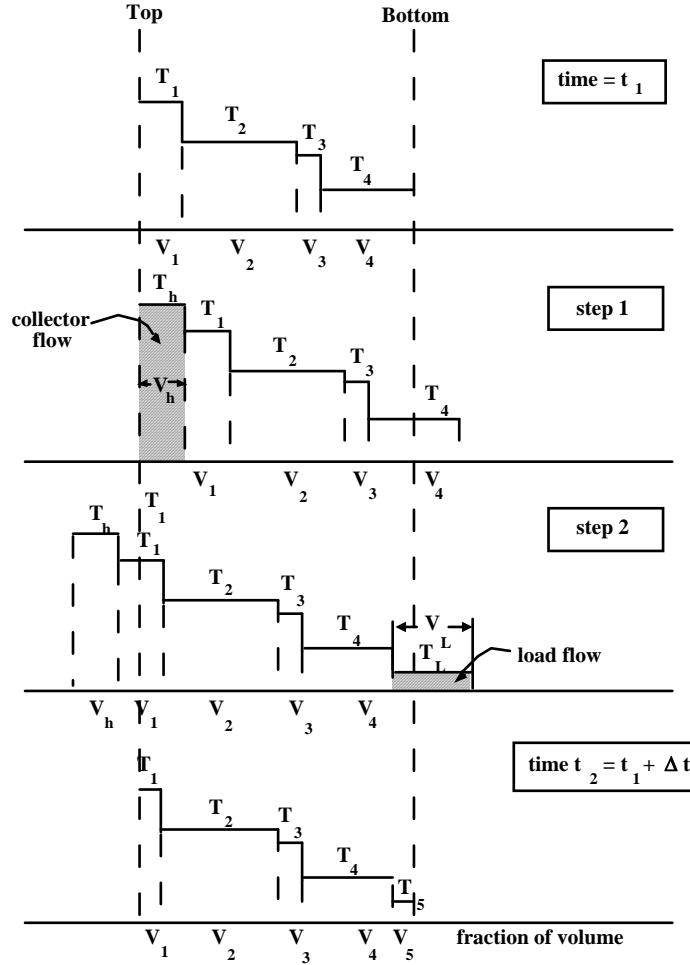 Top Bottom
T1 T2 T3 T4
time = t1
V1 V2 V3 V4
Th T1 T2 T3 T4
step 1
collector
flow
Vh
V1 V2 V3 V4
T1
Th T1 T2 T3 T4
step 2
VL
TL
load flow
Vh V1 V2 V3 V4
T1 T2 T3 T4 T5
time t2 = t1 + Δ t
V1 V2 V3 V4 V5 fraction of volume